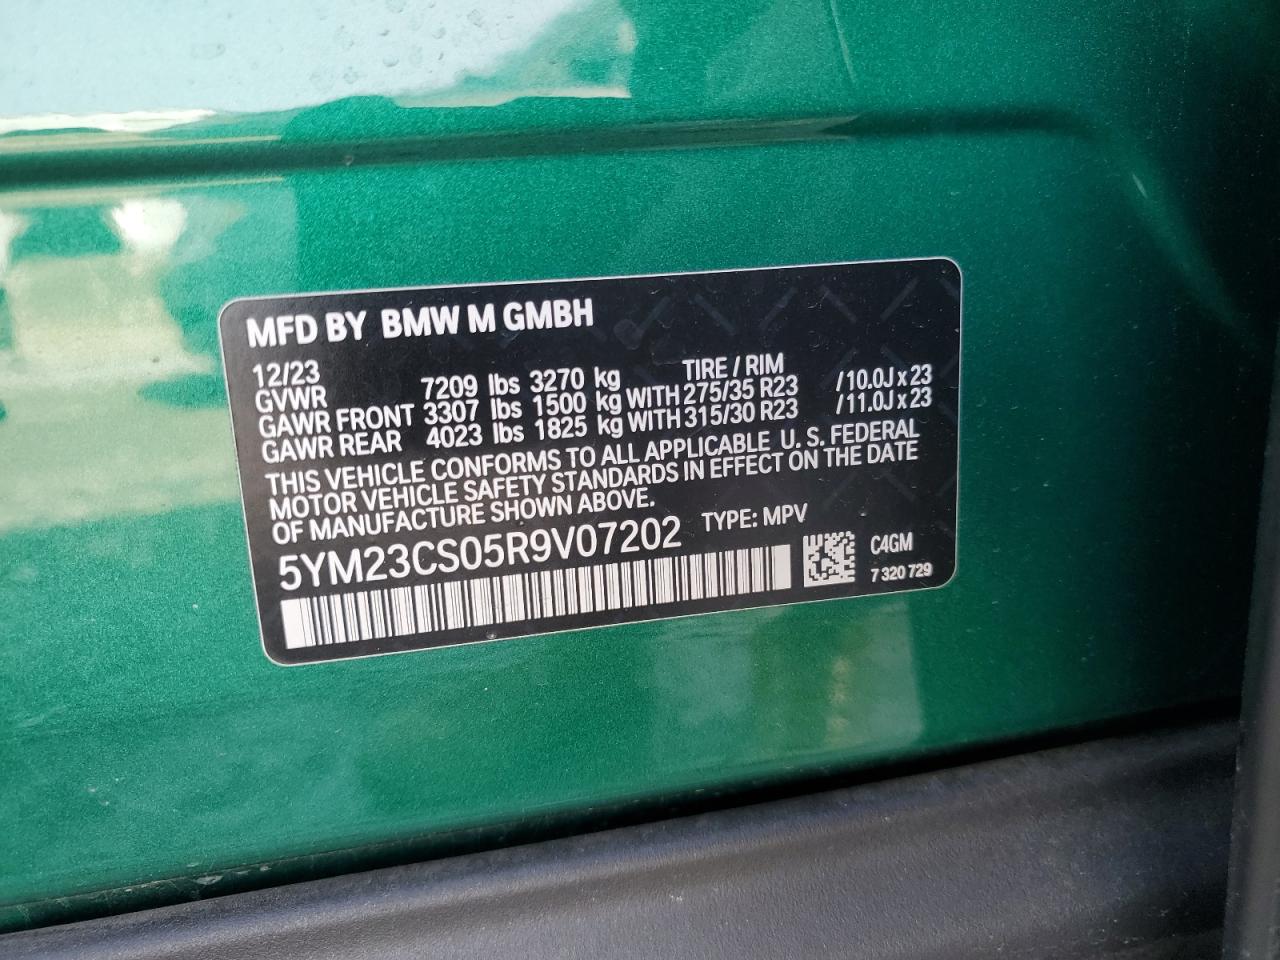 MFD BY BMW M GMBH
12/23 TIRE / RIM
GVWR 7209 lbs 3270 kg
GAWR FRONT 3307 lbs 1500 kg WITH 275/35 R23 /10.0J x 23
GAWR REAR 4023 lbs 1825 kg WITH 315/30 R23 /11.0J x 23
THIS VEHICLE CONFORMS TO ALL APPLICABLE U. S. FEDERAL
MOTOR VEHICLE SAFETY STANDARDS IN EFFECT ON THE DATE
OF MANUFACTURE SHOWN ABOVE.
5YM23CS05R9V07202 TYPE: MPV
C4GM
7 320 729